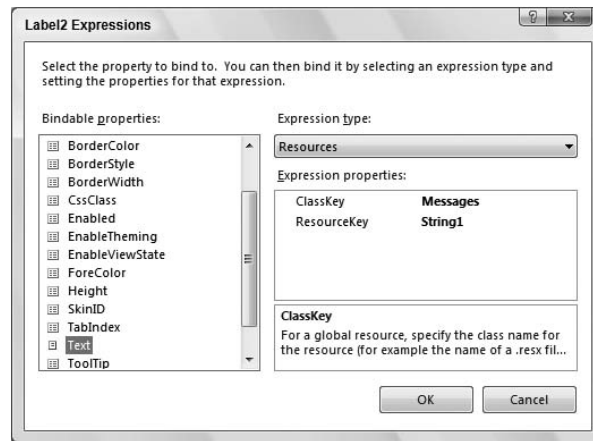 Label2 Expressions
Select the property to bind to. You can then bind it by selecting an expression type and
setting the properties for that expression.
Bindable properties:
BorderColor
BorderStyle
BorderWidth
CssClass
Enabled
EnableTheming
EnableViewState
ForeColor
Height
SkinID
TabIndex
Text
ToolTip
Expression type:
Resources
Expression properties:
ClassKey Messages
ResourceKey String1
ClassKey
For a global resource, specify the class name for
the resource (for example the name of a .resx fil...
OK Cancel